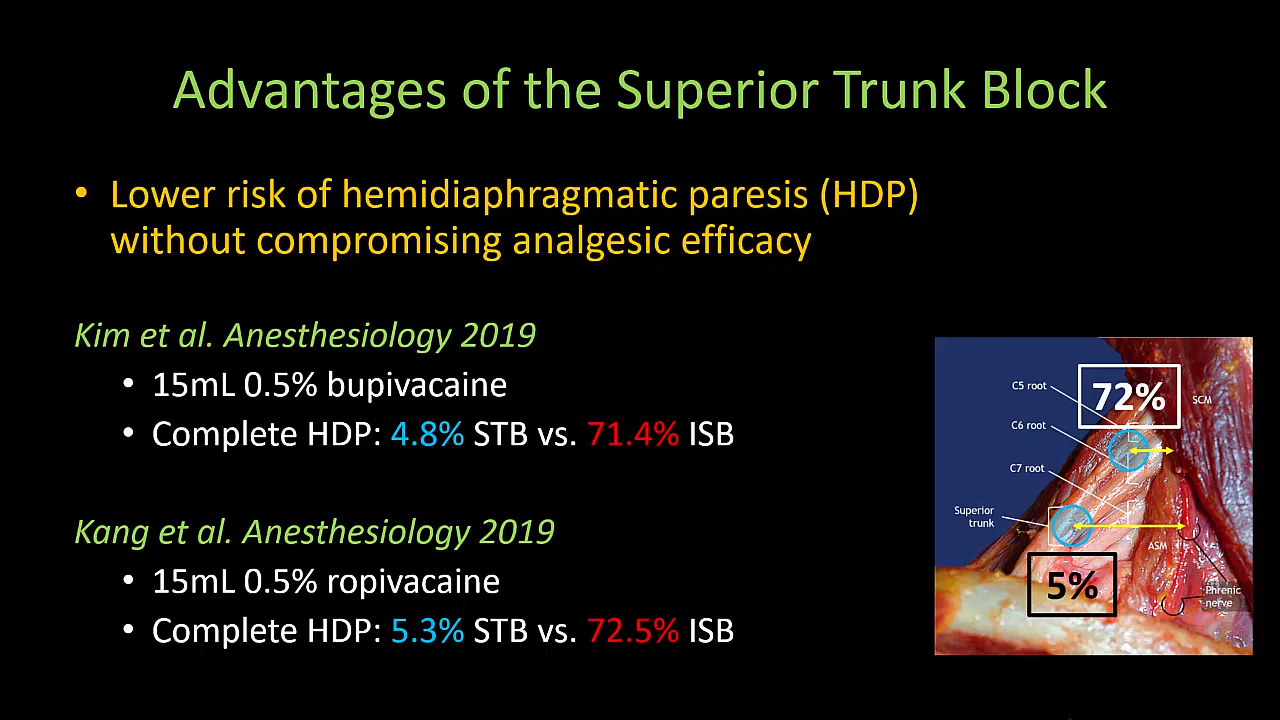 Advantages of the Superior Trunk Block
• Lower risk of hemidiaphragmatic paresis (HDP)
without compromising analgesic efficacy
Kim et al. Anesthesiology 2019
• 15mL 0.5% bupivacaine
• Complete HDP: 4.8% STB vs. 71.4% ISB
Kang et al. Anesthesiology 2019
• 15mL 0.5% ropivacaine
• Complete HDP: 5.3% STB vs. 72.5% ISB
C5 root
72%
SCM
C6 root
C7 root
Superior
trunk
ASM
5%
Phrenic
nerve